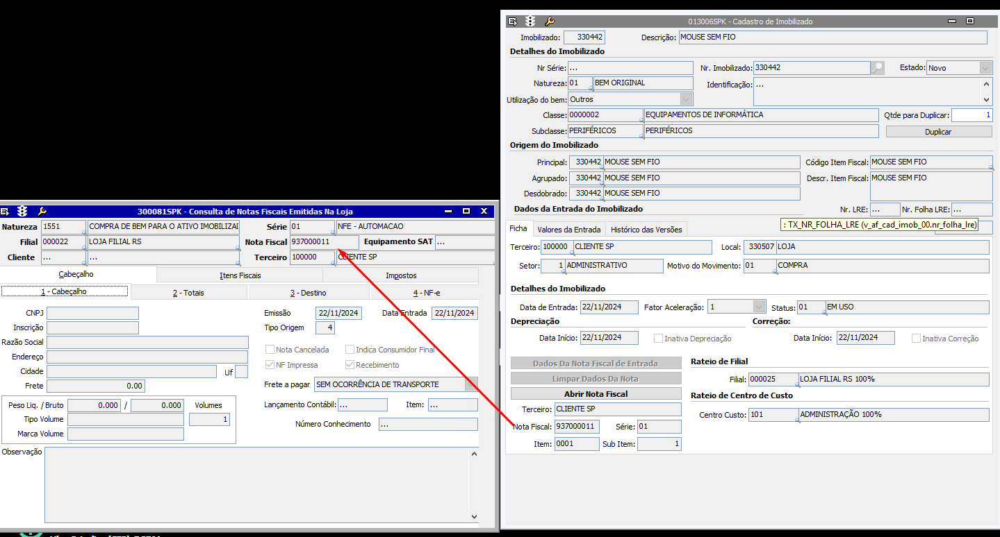 013006SPK - Cadastro de Imobilizado
Imobilizado: 330442 Descrição: MOUSE SEM FIO
Detalhes do Imobilizado
Nr Série: ... Nr. Imobilizado: 330442 Estado: Novo
Natureza: 01 BEM ORIGINAL Identificação: ...
Utilização do bem: Outros
Classe: 0000002 EQUIPAMENTOS DE INFORMÁTICA Qtde para Duplicar: 1
Subclasse: PERIFÉRICOS PERIFÉRICOS Duplicar
Origem do Imobilizado
Principal: 330442 MOUSE SEM FIO Código Item Fiscal: MOUSE SEM FIO
Agrupado: 330442 MOUSE SEM FIO Descr. Item Fiscal: MOUSE SEM FIO
Desdobrado: 330442 MOUSE SEM FIO
Dados da Entrada do Imobilizado Nr. LRE: ... Nr. Folha LRE: ...
: TX_NR_FOLHA_LRE (v_af_cad_imob_00.nr_folha_lre)
Ficha Valores da Entrada Histórico das Versões
Terceiro: 100000 CLIENTE SP Local: 330507 LOJA
Setor: 1 ADMINISTRATIVO Motivo do Movimento: 01 COMPRA
Detalhes do Imobilizado
Data de Entrada: 22/11/2024 Fator Aceleração: 1 Status: 01 EM USO
Depreciação Correção:
Data Início: 22/11/2024 Inativa Depreciação Data Início: 22/11/2024 Inativa Correção
Dados Da Nota Fiscal de Entrada Rateio de Filial
Limpar Dados Da Nota Filial: 000025 LOJA FILIAL RS 100%
Abrir Nota Fiscal Rateio de Centro de Custo
Terceiro: CLIENTE SP Centro Custo: 101 ADMINISTRAÇÃO 100%
Nota Fiscal: 937000011 Série: 01
Item: 0001 Sub Item: 1
300081SPK - Consulta de Notas Fiscais Emitidas Na Loja
Natureza 1551 COMPRA DE BEM PARA O ATIVO IMOBILIZAI Série 01 NFE - AUTOMACAO
Filial 000022 LOJA FILIAL RS Nota Fiscal 937000011 Equipamento SAT ...
Cliente ... ... Terceiro 100000 CLIENTE SP
Cabeçalho Itens Fiscais Impostos
1 - Cabeçalho 2 - Totais 3 - Destino 4 - NF-e
CNPJ Emissão 22/11/2024 Data Entrada 22/11/2024
Inscrição Tipo Origem 4
Razão Social
Nota Cancelada Indica Consumidor Final
Endereço
NF Impressa Recebimento
Cidade Uf
Frete 0.00 Frete a pagar SEM OCORRÊNCIA DE TRANSPORTE
Peso Liq. / Bruto 0.000 / 0.000 Volumes Lançamento Contábil: ... Item: ...
Tipo Volume 1 Número Conhecimento ...
Marca Volume
Observação